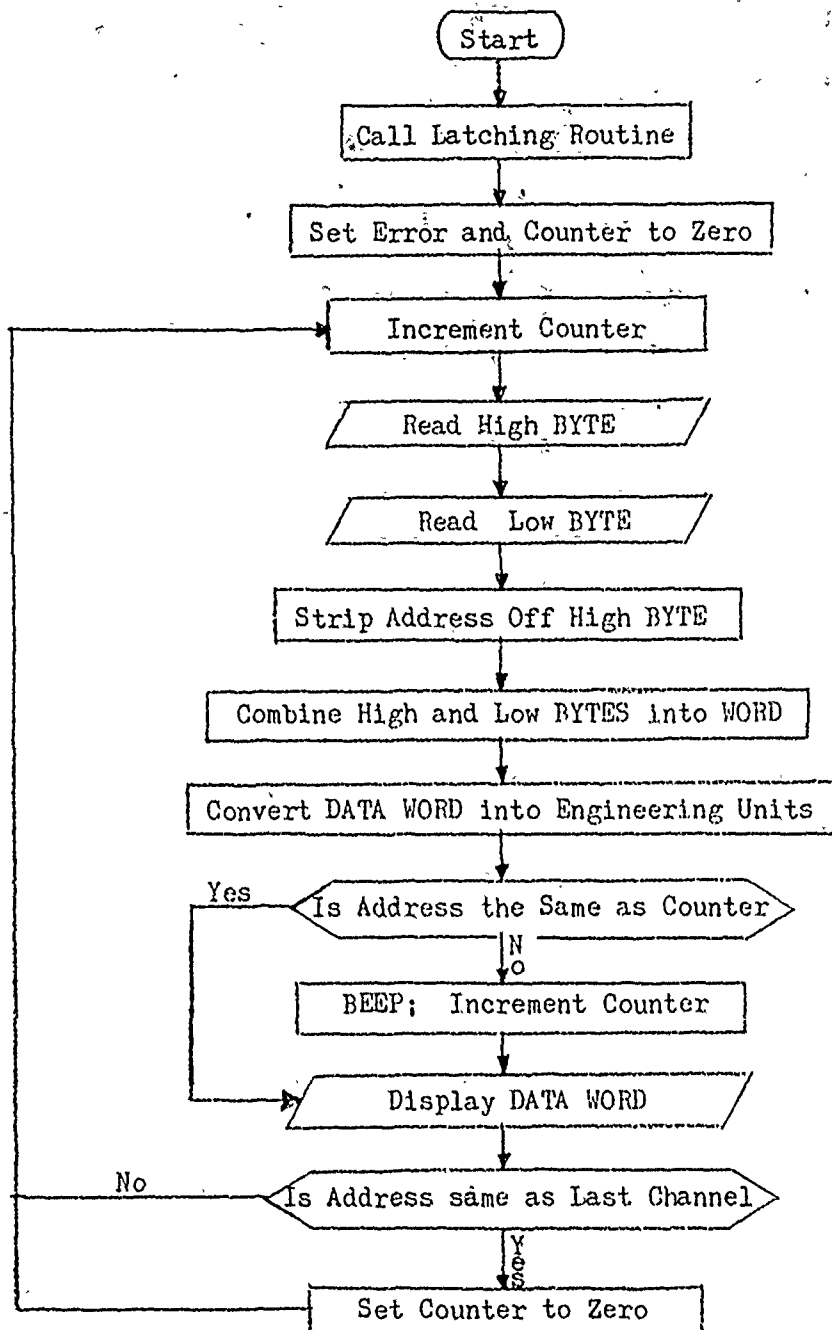 Start
Call Latching Routine
Set Error and Counter to Zero
Increment Counter
Read High BYTE
Read Low BYTE
Strip Address Off High BYTE
Combine High and Low BYTES into WORD
Convert DATA WORD into Engineering Units
Yes
Is Address the Same as Counter
No
BEEP; Increment Counter
Display DATA WORD
No
Is Address same as Last Channel
Yes
Set Counter to Zero